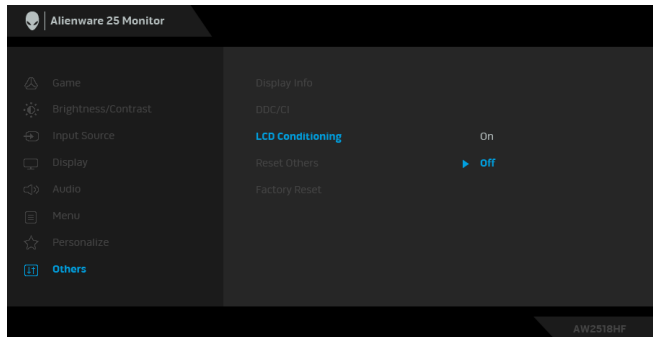 Alienware 25 Monitor
Game
Display Info
Brightness/Contrast
DDC/CI
Input Source
LCD Conditioning
On
Display
Reset Others
Off
Audio
Factory Reset
Menu
Personalize
Others
AW2518HF